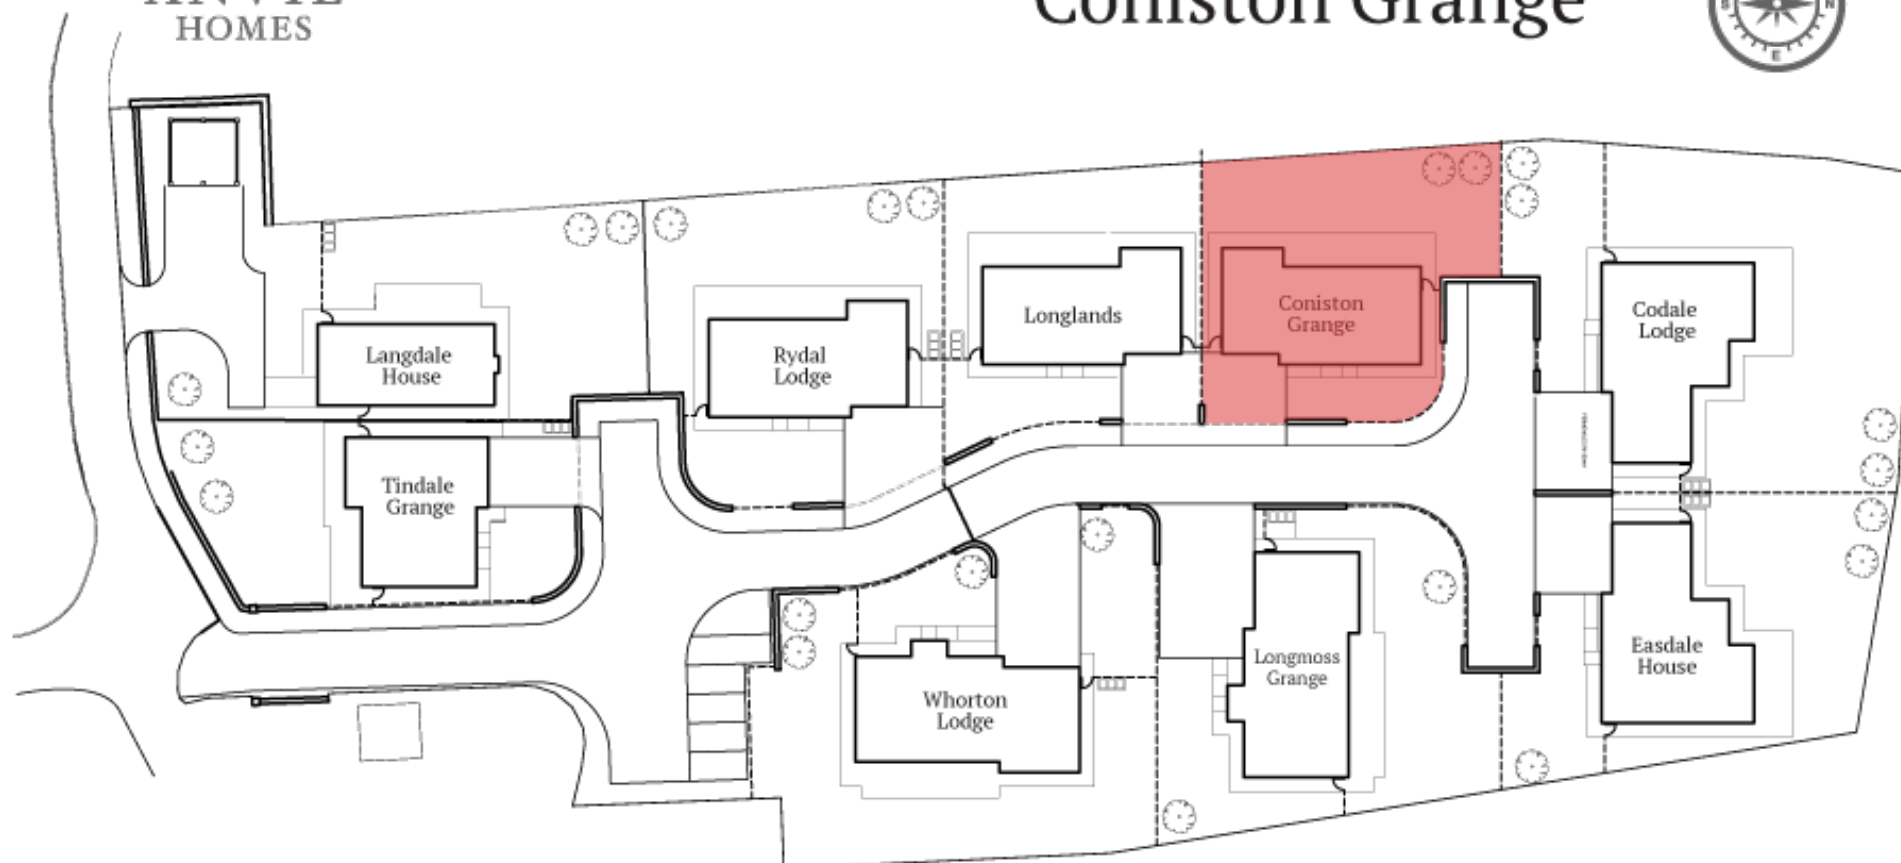 HOMES
Coniston Grange
E
Longlands
Coniston
Grange
Codale
Lodge
Langdale
House
Rydal
Lodge
Tindale
Grange
Whorton
Lodge
Longmoss
Grange
Easdale
House